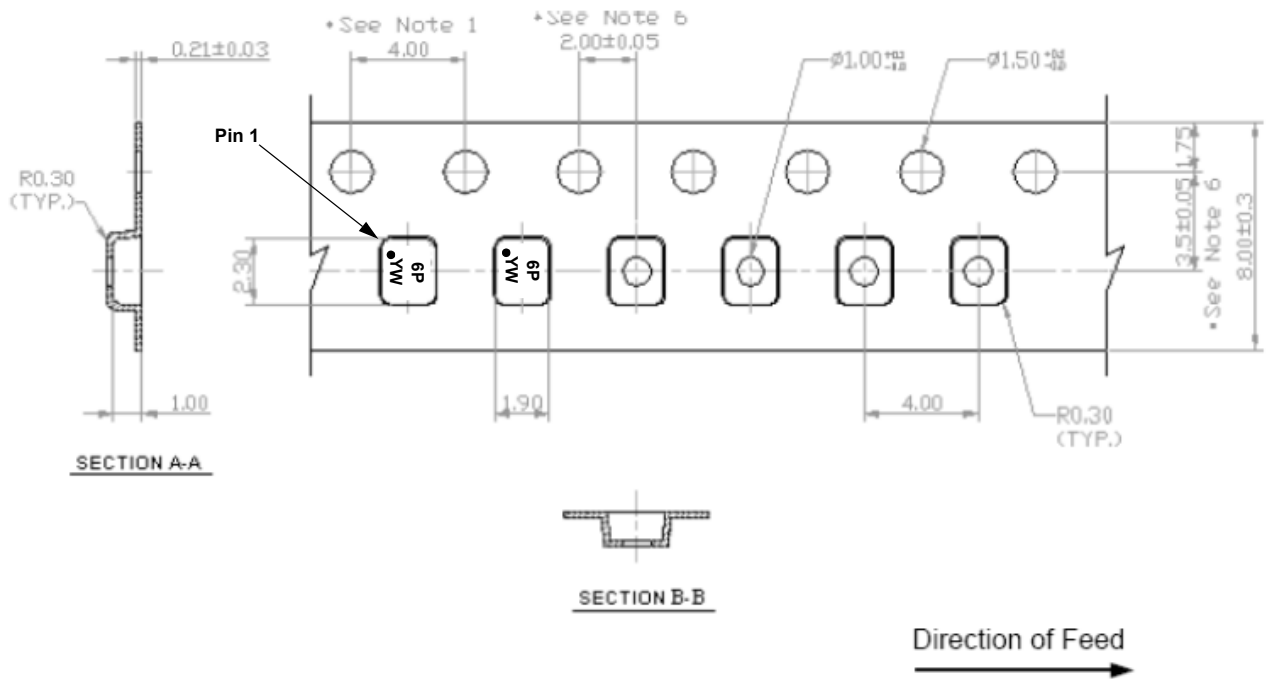 *See Note 1
*See Note 6
0.21±0.03
4.00
2.00±0.05
Ø1.00
Ø1.50
Pin 1
R0.30
(TYP.)
1.75
3.5±0.05
*See Note 6
8.00±0.3
2.30
YW
6P
YW
6P
1.00
1.90
4.00
R0.30
(TYP.)
SECTION A-A
SECTION B-B
Direction of Feed